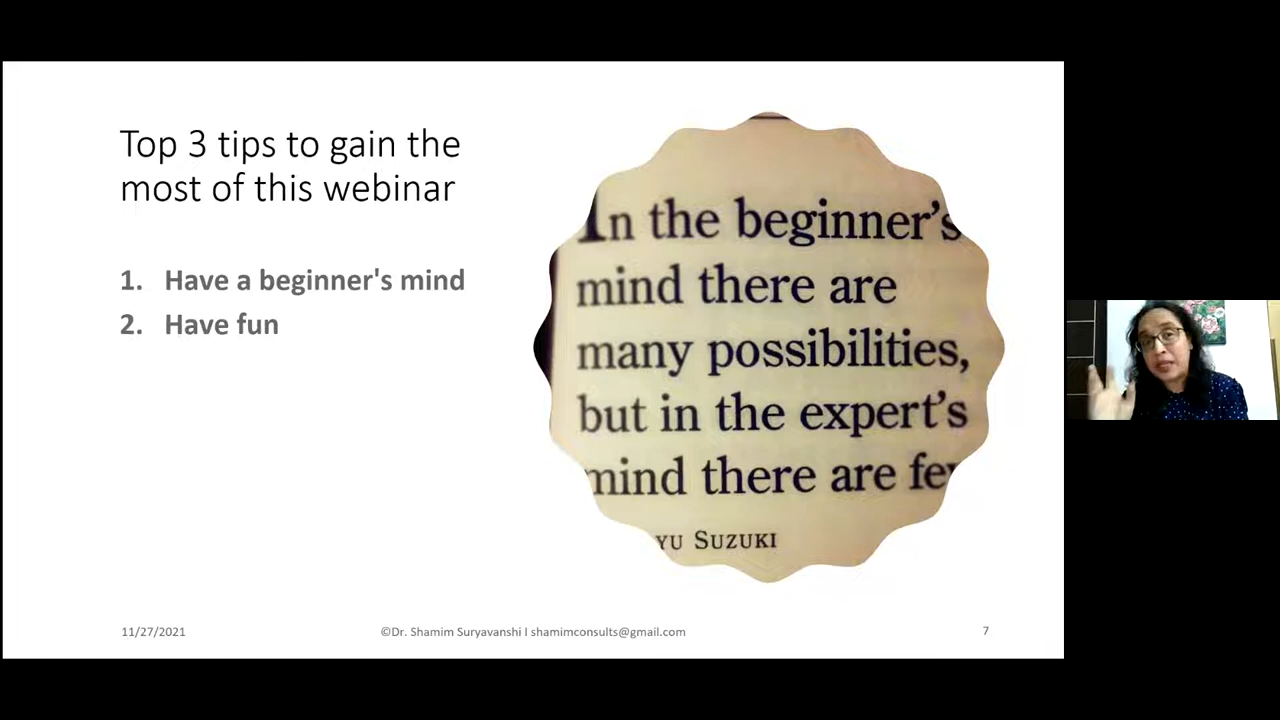 Top 3 tips to gain the
most of this webinar
1. Have a beginner's mind
2. Have fun
In the beginner's
mind there are
many possibilities,
but in the expert's
mind there are
YU SUZUKI
11/27/2021
©Dr. Shamim Suryavanshi I shamimconsults@gmail.com
7